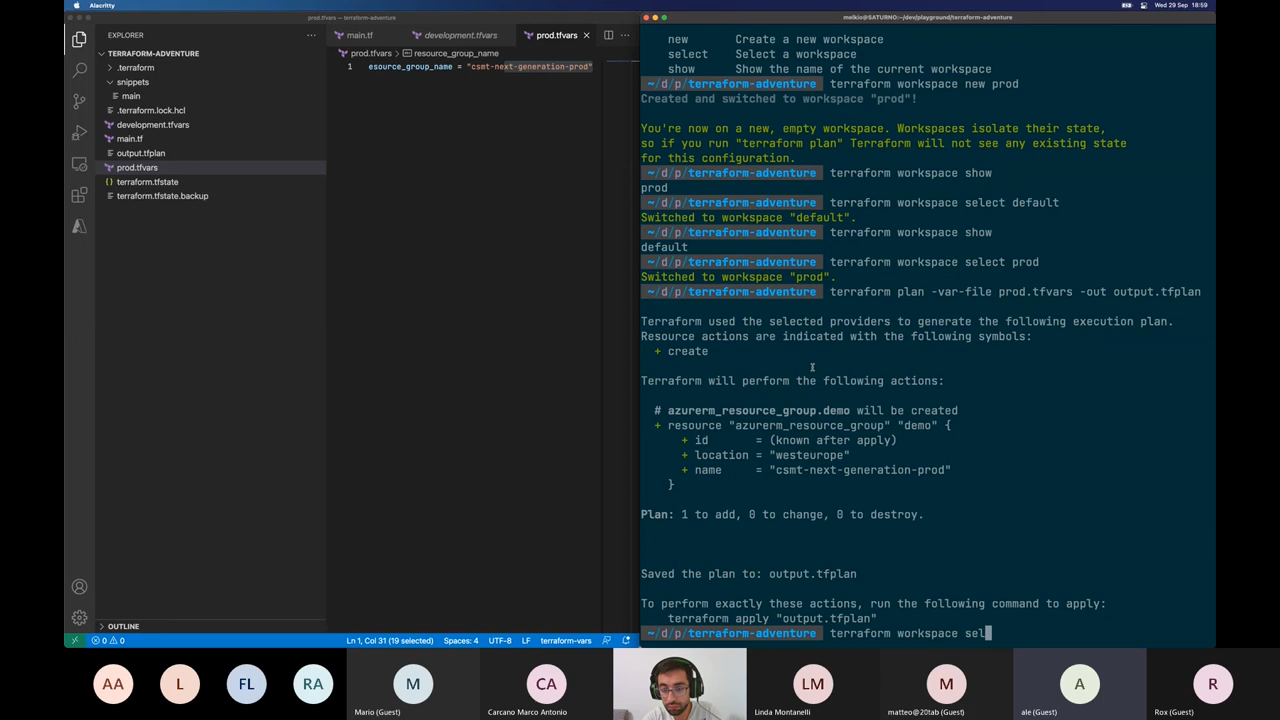 Alacritty
Wed 29 Sep 18:59
prod.tfvars — terraform-adventure
EXPLORER
TERRAFORM-ADVENTURE
.terraform
snippets
main
.terraform.lock.hcl
development.tfvars
main.tf
output.tfplan
prod.tfvars
terraform.tfstate
terraform.tfstate.backup
OUTLINE
main.tf
development.tfvars
prod.tfvars
prod.tfvars > resource_group_name
1 esource_group_name = "csmt-next-generation-prod"
0 0
Ln 1, Col 31 (19 selected)
Spaces: 4
UTF-8
LF
terraform-vars
melkio@SATURNO:~/dev/playground/terraform-adventure
new Create a new workspace
select Select a workspace
show Show the name of the current workspace
~/d/p/terraform-adventure terraform workspace new prod
Created and switched to workspace "prod"!
You're now on a new, empty workspace. Workspaces isolate their state,
so if you run "terraform plan" Terraform will not see any existing state
for this configuration.
~/d/p/terraform-adventure terraform workspace show
prod
~/d/p/terraform-adventure terraform workspace select default
Switched to workspace "default".
~/d/p/terraform-adventure terraform workspace show
default
~/d/p/terraform-adventure terraform workspace select prod
Switched to workspace "prod".
~/d/p/terraform-adventure terraform plan -var-file prod.tfvars -out output.tfplan
Terraform used the selected providers to generate the following execution plan.
Resource actions are indicated with the following symbols:
+ create
Terraform will perform the following actions:
# azurerm_resource_group.demo will be created
+ resource "azurerm_resource_group" "demo" {
+ id = (known after apply)
+ location = "westeurope"
+ name = "csmt-next-generation-prod"
}
Plan: 1 to add, 0 to change, 0 to destroy.
Saved the plan to: output.tfplan
To perform exactly these actions, run the following command to apply:
terraform apply "output.tfplan"
~/d/p/terraform-adventure terraform workspace sel
AA
L
FL
RA
M
Mario (Guest)
CA
Carcano Marco Antonio
LM
Linda Montanelli
M
matteo@20tab (Guest)
A
ale (Guest)
R
Rox (Guest)